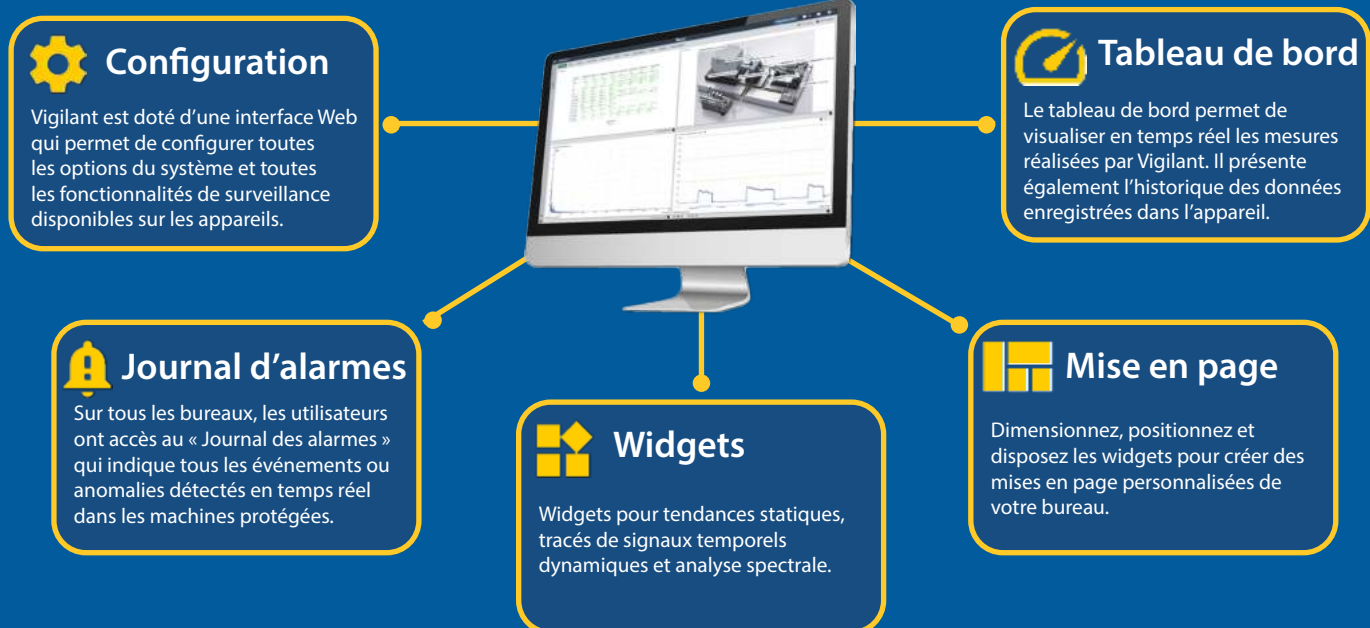 Configuration
Vigilant est doté d’une interface Web
qui permet de configurer toutes
les options du système et toutes
les fonctionnalités de surveillance
disponibles sur les appareils.
Tableau de bord
Le tableau de bord permet de
visualiser en temps réel les mesures
réalisées par Vigilant. Il présente
également l’historique des données
enregistrées dans l’appareil.
Journal d’alarmes
Sur tous les bureaux, les utilisateurs
ont accès au « Journal des alarmes »
qui indique tous les événements ou
anomalies détectés en temps réel
dans les machines protégées.
Widgets
Widgets pour tendances statiques,
tracés de signaux temporels
dynamiques et analyse spectrale.
Mise en page
Dimensionnez, positionnez et
disposez les widgets pour créer des
mises en page personnalisées de
votre bureau.